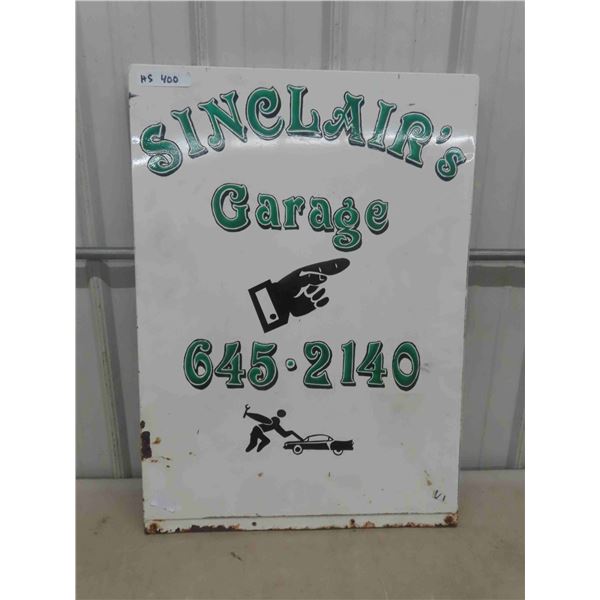 HS 400
SINCLAIR's
Garage
645·2140